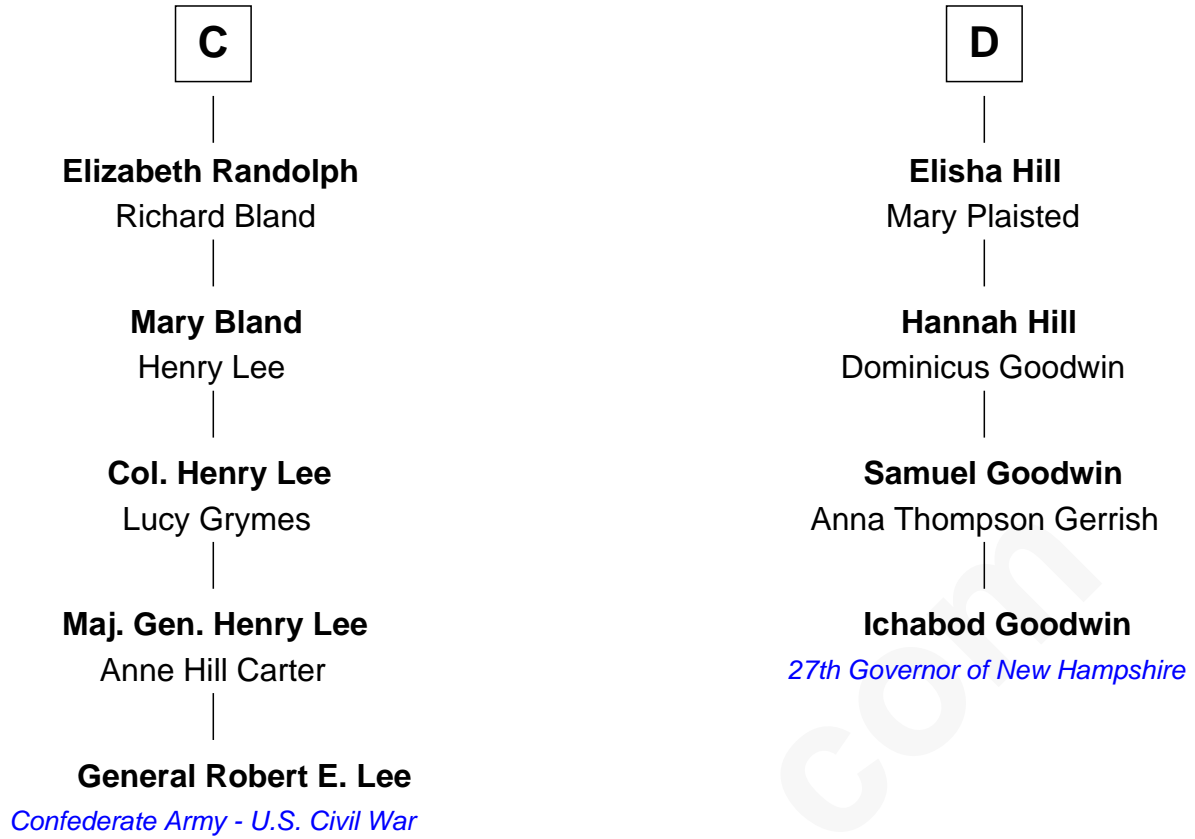 C
Elizabeth Randolph
Richard Bland
Mary Bland
Henry Lee
Col. Henry Lee
Lucy Grymes
Maj. Gen. Henry Lee
Anne Hill Carter
General Robert E. Lee
Confederate Army - U.S. Civil War
D
Elisha Hill
Mary Plaisted
Hannah Hill
Dominicus Goodwin
Samuel Goodwin
Anna Thompson Gerrish
Ichabod Goodwin
27th Governor of New Hampshire
com